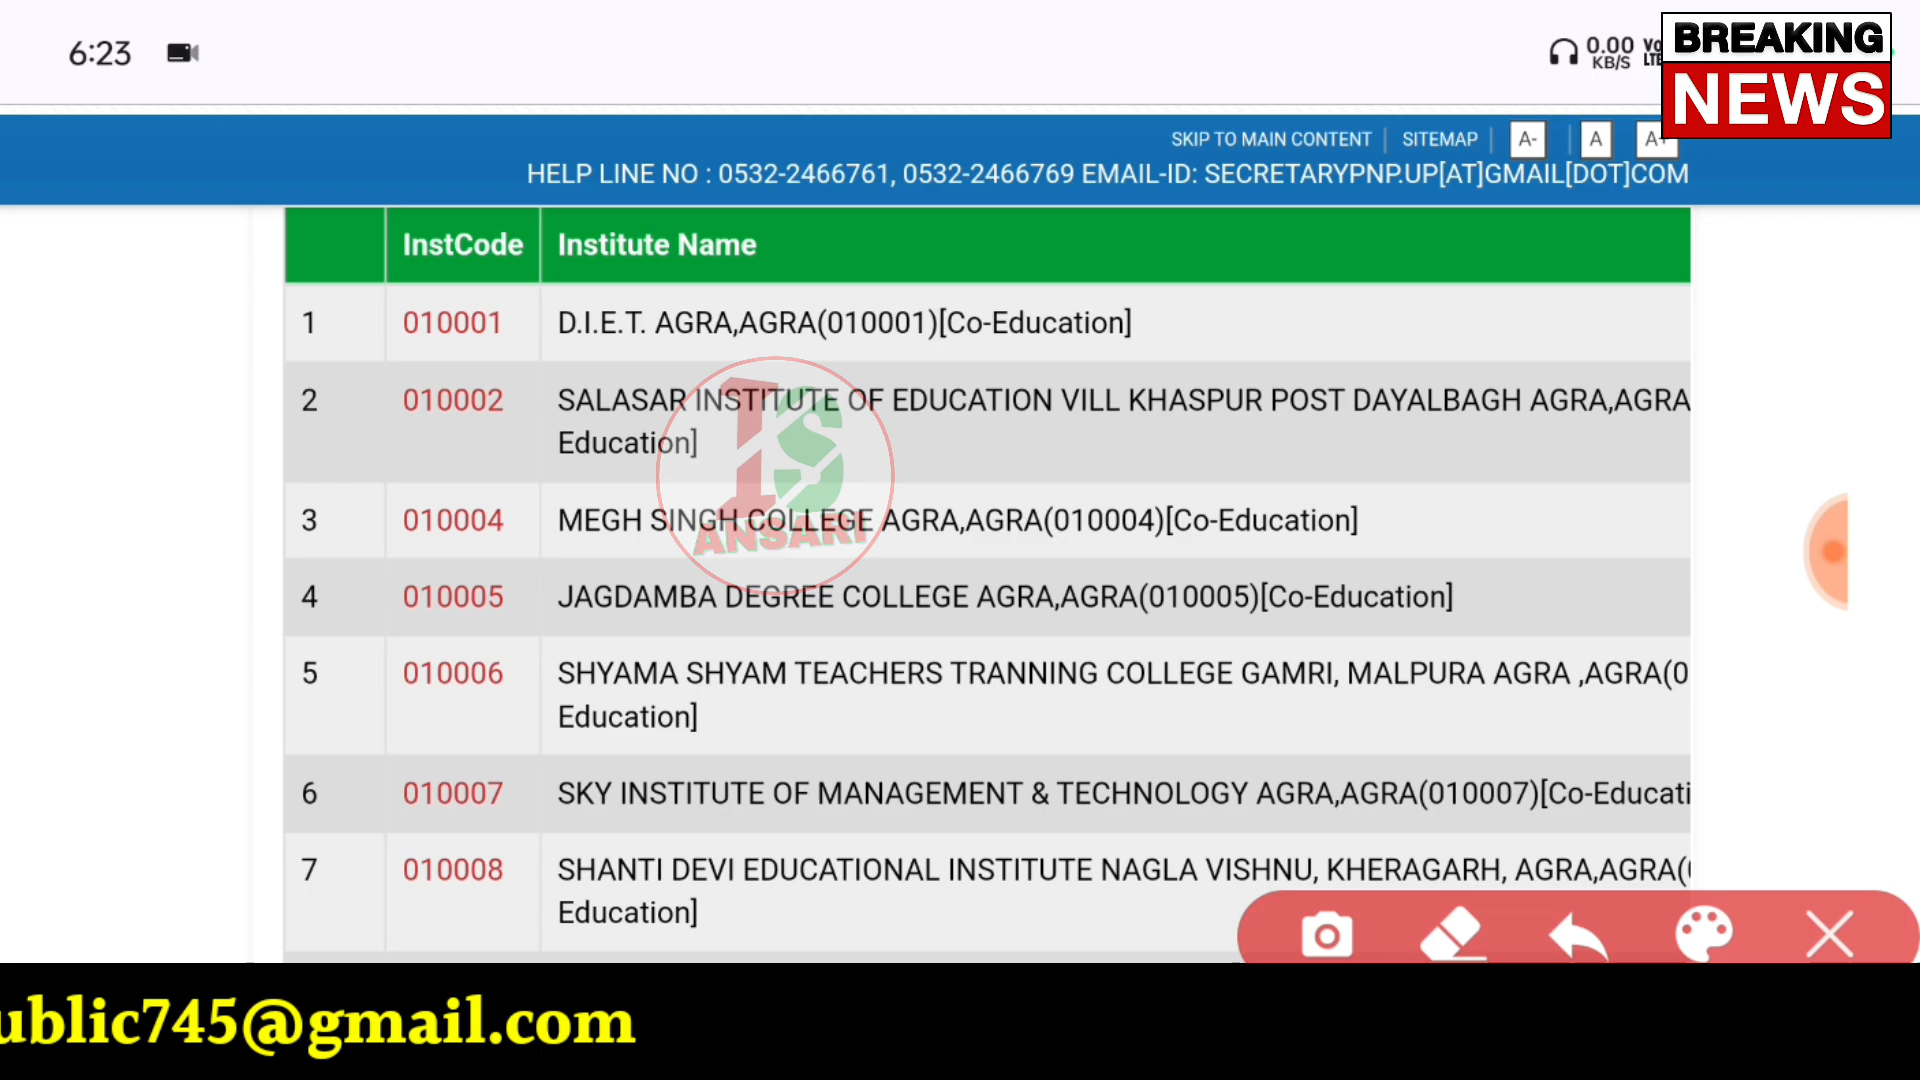 6:23
0.00
KB/S
BREAKING
NEWS
SKIP TO MAIN CONTENT
SITEMAP
A-
A
A+
HELP LINE NO : 0532-2466761, 0532-2466769 EMAIL-ID: SECRETARYPNP.UP[AT]GMAIL[DOT]COM
InstCode Institute Name
1 010001 D.I.E.T. AGRA,AGRA(010001)[Co-Education]
2 010002 SALASAR INSTITUTE OF EDUCATION VILL KHASPUR POST DAYALBAGH AGRA,AGRA
Education]
3 010004 MEGH SINGH COLLEGE AGRA,AGRA(010004)[Co-Education]
4 010005 JAGDAMBA DEGREE COLLEGE AGRA,AGRA(010005)[Co-Education]
5 010006 SHYAMA SHYAM TEACHERS TRANNING COLLEGE GAMRI, MALPURA AGRA ,AGRA(0
Education]
6 010007 SKY INSTITUTE OF MANAGEMENT & TECHNOLOGY AGRA,AGRA(010007)[Co-Educati
7 010008 SHANTI DEVI EDUCATIONAL INSTITUTE NAGLA VISHNU, KHERAGARH, AGRA,AGRA(
Education]
IS
ANSARI
ublic745@gmail.com